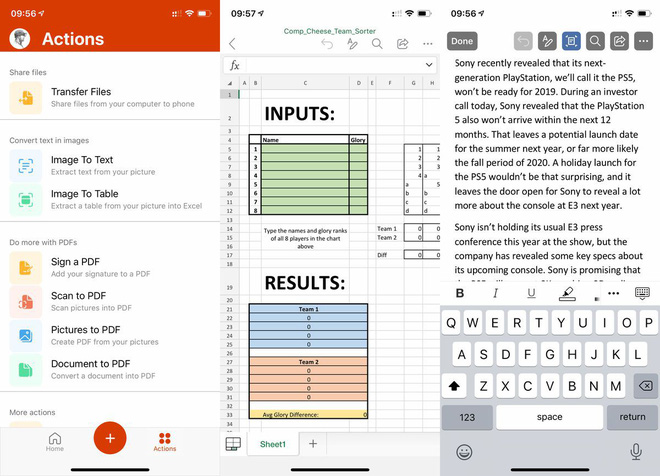 09:56
Actions
Share files
Transfer Files
Share files from your computer to phone
Convert text in images
Image To Text
Extract text from your picture
Image To Table
Extract a table from your picture into Excel
Do more with PDFs
Sign a PDF
Add your signature to a PDF
Scan to PDF
Scan pictures into PDF
Pictures to PDF
Create PDF from your pictures
Document to PDF
Convert a document into PDF
More actions
Home
Actions
09:57
Comp_Cheese_Team_Sorter
fx
A B C D E F G H
1
2 INPUTS:
3
4 Name Glory
5 1 1
6 2 2
7 3 3
8 4 4 a
9 5 a 5
10 6 b b
11 7 c c
12 8 d d
13
14 Type the names and glory ranks of all 8 players in the chart above Team 1 0 0
15 Team 2 0 0
16
17 Diff 0 0
18
19 RESULTS:
20
21 Team 1
22 0
23 0
24 0
25 0
26
27 Team 2
28 0
29 0
30 0
31 0
32
33 Avg Glory Difference: 0
34
Sheet1
09:56
Done
Sony recently revealed that its next-
generation PlayStation, we'll call it the PS5,
won't be ready for 2019. During an investor
call today, Sony revealed that the PlayStation
5 also won't arrive within the next 12
months. That leaves a potential launch date
for the summer next year, or far more likely
the fall period of 2020. A holiday launch for
the PS5 wouldn't be that surprising, and it
leaves the door open for Sony to reveal a lot
more about the console at E3 next year.
Sony isn't holding its usual E3 press
conference this year at the show, but the
company has revealed some key specs about
its upcoming console. Sony is promising that
B I U
Q W E R T Y U I O P
A S D F G H J K L
Z X C V B N M
123 space return